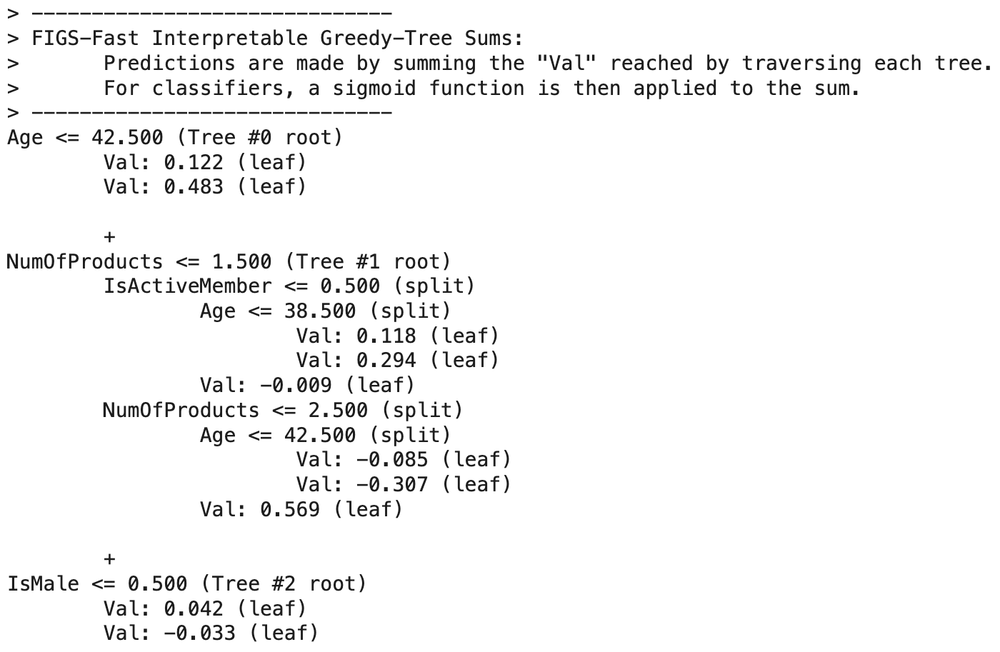 > ------------------------------
> FIGS-Fast Interpretable Greedy-Tree Sums:
> 	Predictions are made by summing the "Val" reached by traversing each tree.
> 	For classifiers, a sigmoid function is then applied to the sum.
> ------------------------------
Age <= 42.500 (Tree #0 root)
	Val: 0.122 (leaf)
	Val: 0.483 (leaf)

	+
NumOfProducts <= 1.500 (Tree #1 root)
	IsActiveMember <= 0.500 (split)
		Age <= 38.500 (split)
			Val: 0.118 (leaf)
			Val: 0.294 (leaf)
		Val: -0.009 (leaf)
	NumOfProducts <= 2.500 (split)
		Age <= 42.500 (split)
			Val: -0.085 (leaf)
			Val: -0.307 (leaf)
		Val: 0.569 (leaf)

	+
IsMale <= 0.500 (Tree #2 root)
	Val: 0.042 (leaf)
	Val: -0.033 (leaf)